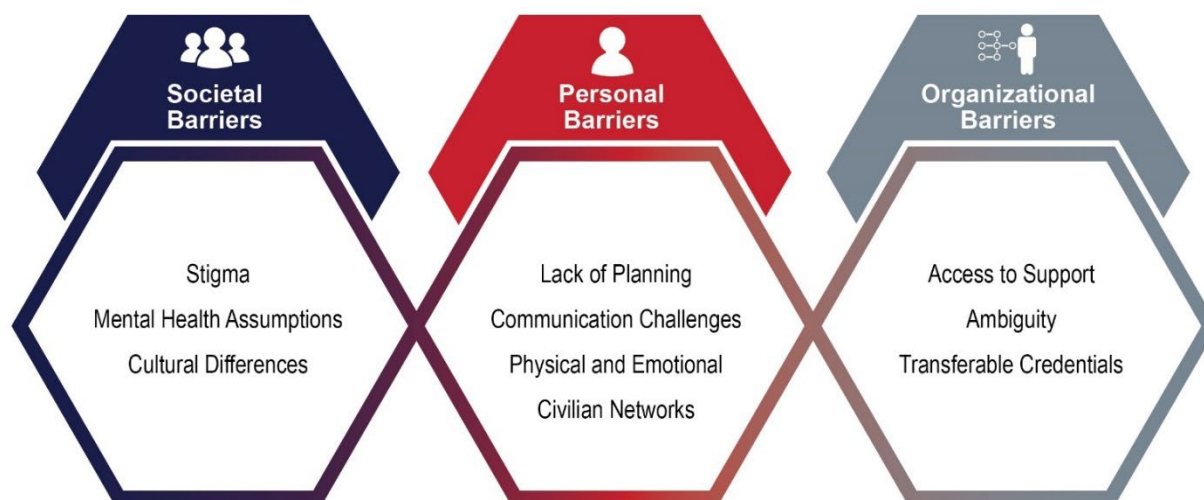 Societal
Barriers
Stigma
Mental Health Assumptions
Cultural Differences
Personal
Barriers
Lack of Planning
Communication Challenges
Physical and Emotional
Civilian Networks
Organizational
Barriers
Access to Support
Ambiguity
Transferable Credentials